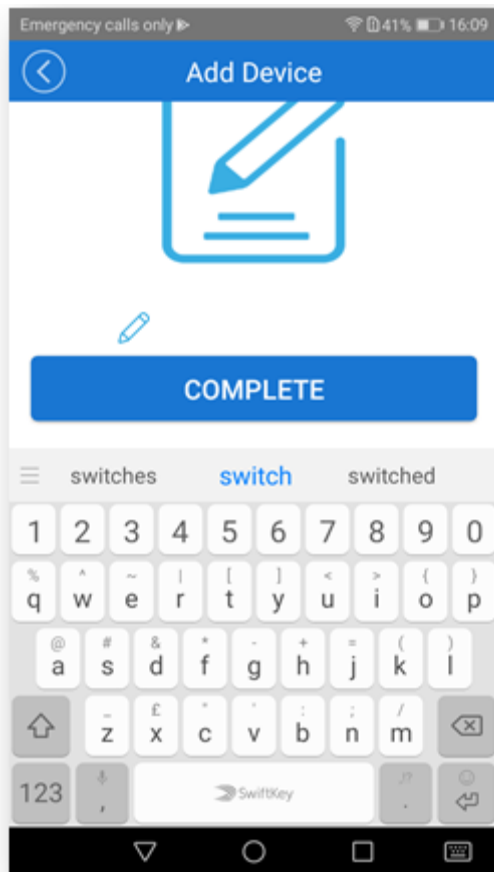 Emergency calls only 41% 16:09
Add Device
COMPLETE
switches switch switched
1 2 3 4 5 6 7 8 9 0
% ^ ~ | [ ] < > { }
q w e r t y u i o p
@ # & * - + = ( )
a s d f g h j k l
_ £ " ' : ; /
z x c v b n m
123 , SwiftKey ,!? .